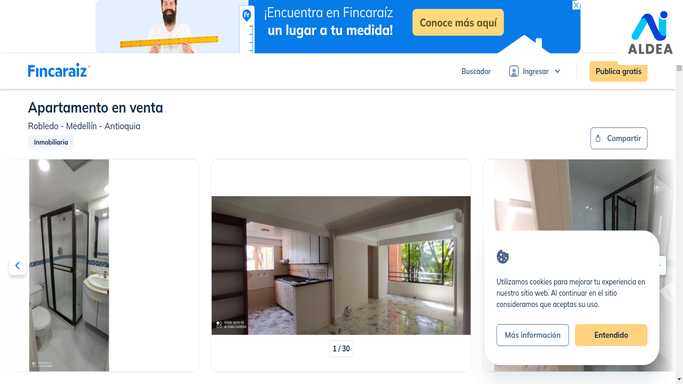 ¡Encuentra en Fincaraíz
un lugar a tu medida!
Conoce más aquí
ALDEA
Fincaraiz
Buscador
Ingresar
Publica gratis
Apartamento en venta
Robledo - Medellín - Antioquia
Inmobiliaria
Compartir
1 / 30
Utilizamos cookies para mejorar tu experiencia en
nuestro sitio web. Al continuar en el sitio
consideramos que aceptas su uso.
Más información
Entendido